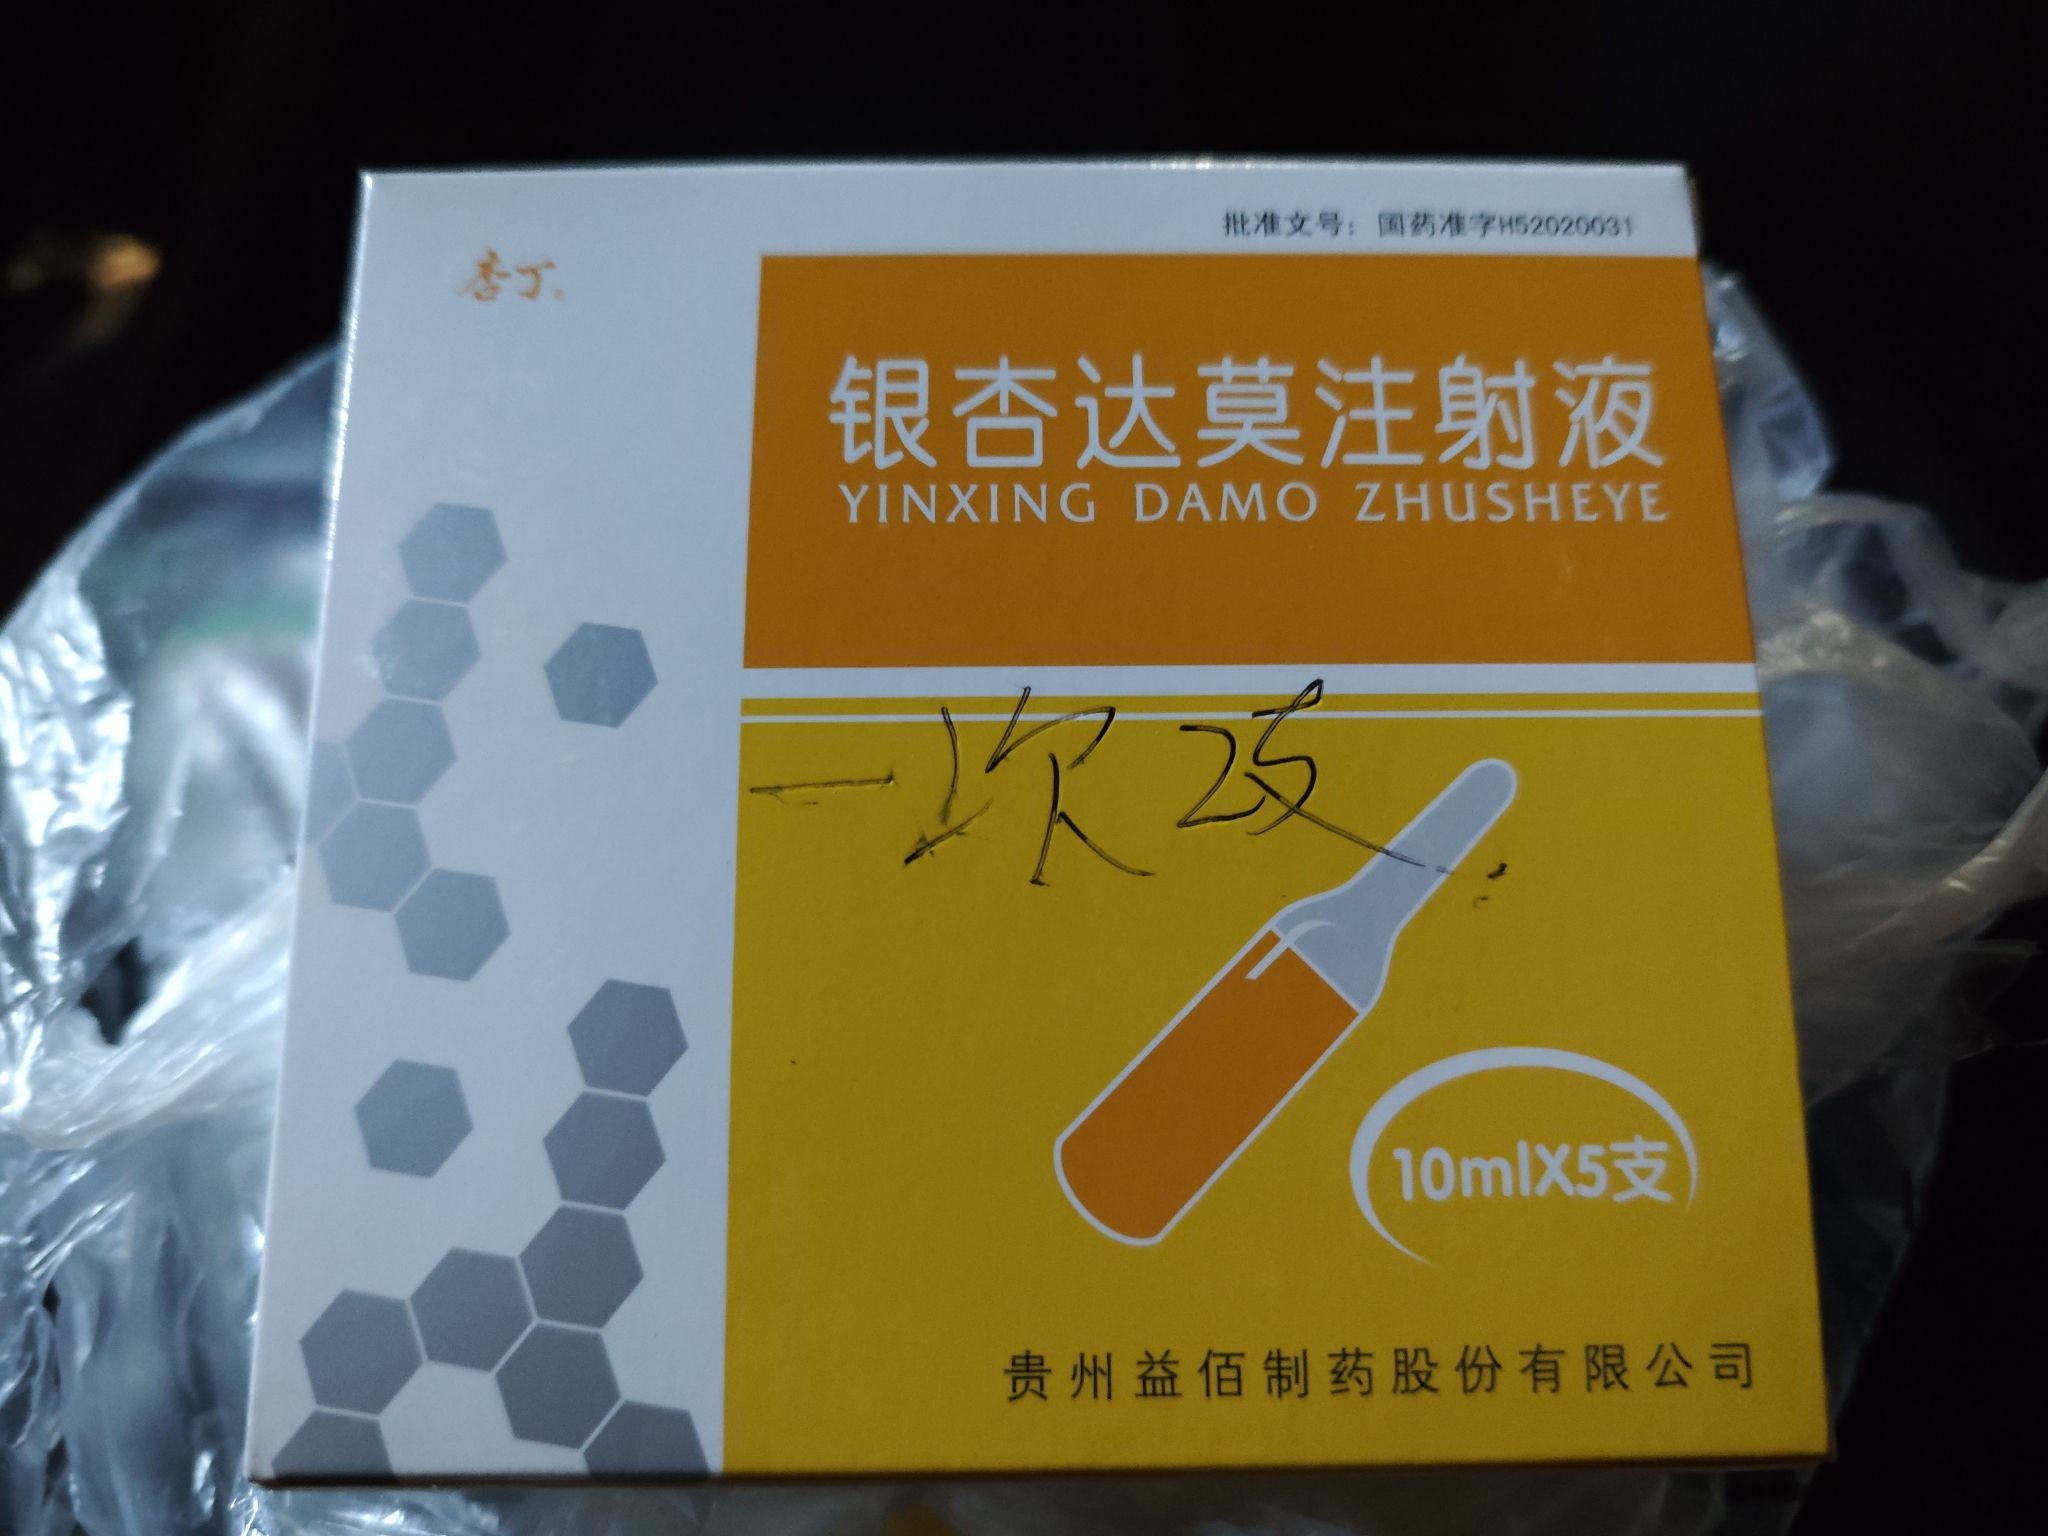 批准文号：国药准字H52020031
杏丁
银杏达莫注射液
YINXING DAMO ZHUSHEYE
一次2支
10mlX5支
贵州益佰制药股份有限公司